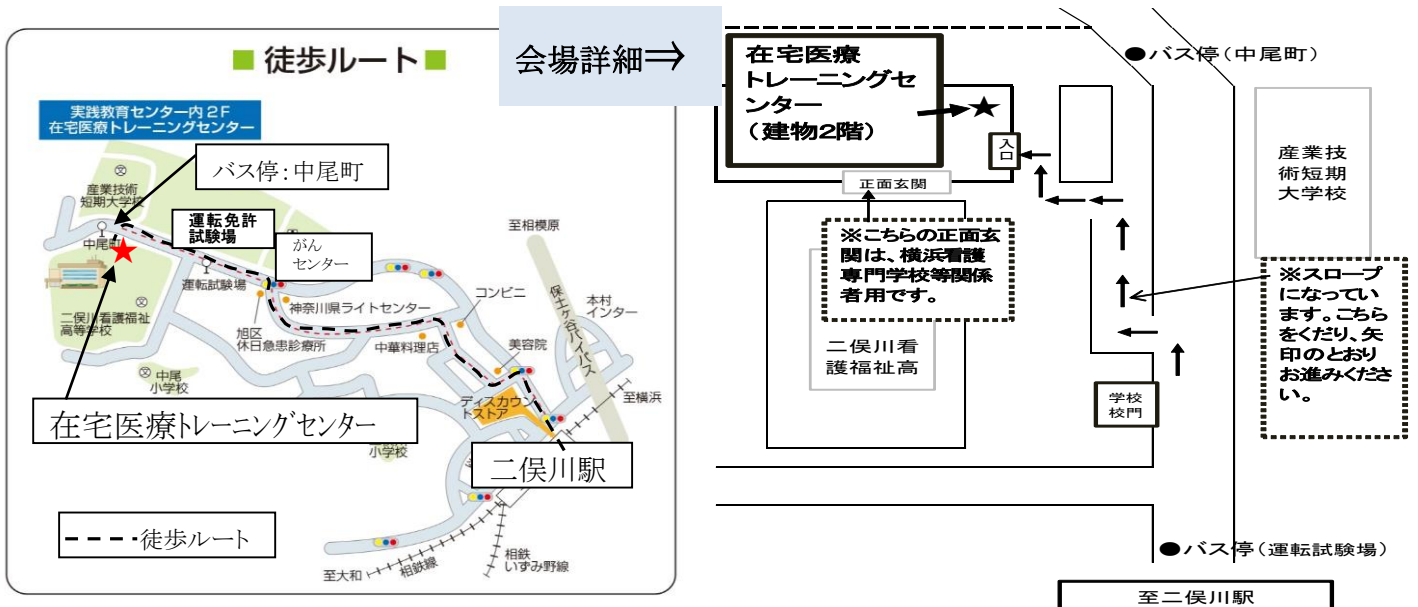 ■ 徒歩ルート ■
会場詳細⇒
実践教育センター内2F
在宅医療トレーニングセンター
バス停：中尾町
産業技術
短期大学校
中尾町
運転免許
試験場
がん
センター
至相模原
運転試験場
神奈川県ライトセンター
コンビニ
保土ヶ谷バイパス
本村
インター
二俣川看護福祉
高等学校
旭区
休日急患診療所
中華料理店
美容院
中尾
小学校
ディスカウン
トストア
至横浜
在宅医療トレーニングセンター
小学校
二俣川駅
徒歩ルート
至大和
相鉄線
相鉄
いずみ野線
在宅医療
トレーニングセ
ンター
（建物2階）
●バス停（中尾町）
入口
正面玄関
産業技
術短期
大学校
※こちらの正面玄
関は、横浜看護
専門学校等関係
者用です。
※スロープ
になってい
ます。こちら
をくだり、矢
印のとおり
お進みくださ
い。
二俣川看
護福祉高
学校
校門
●バス停（運転試験場）
至二俣川駅